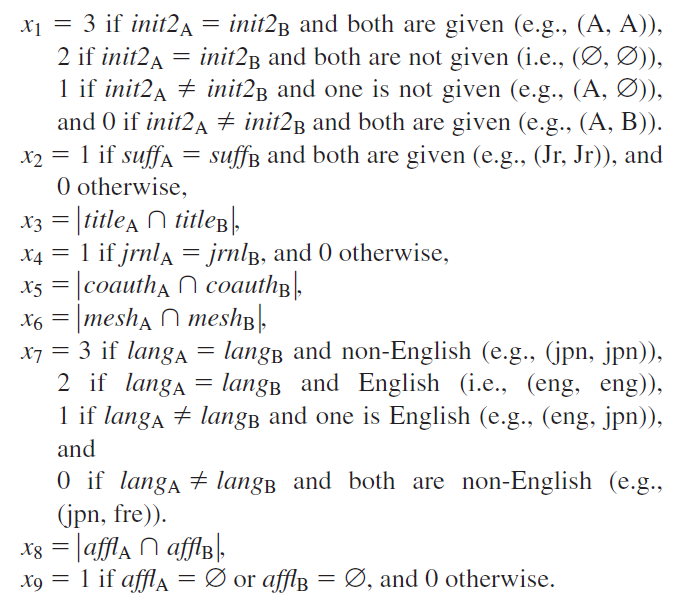 x1 = 3 if init2A = init2B and both are given (e.g., (A, A)),
2 if init2A = init2B and both are not given (i.e., (∅, ∅)),
1 if init2A ≠ init2B and one is not given (e.g., (A, ∅)),
and 0 if init2A ≠ init2B and both are given (e.g., (A, B)).
x2 = 1 if suffA = suffB and both are given (e.g., (Jr, Jr)), and
0 otherwise,
x3 = |titleA ∩ titleB|,
x4 = 1 if jrnlA = jrnlB, and 0 otherwise,
x5 = |coauthA ∩ coauthB|,
x6 = |meshA ∩ meshB|,
x7 = 3 if langA = langB and non-English (e.g., (jpn, jpn)),
2 if langA = langB and English (i.e., (eng, eng)),
1 if langA ≠ langB and one is English (e.g., (eng, jpn)),
and
0 if langA ≠ langB and both are non-English (e.g.,
(jpn, fre)).
x8 = |afflA ∩ afflB|,
x9 = 1 if afflA = ∅ or afflB = ∅, and 0 otherwise.